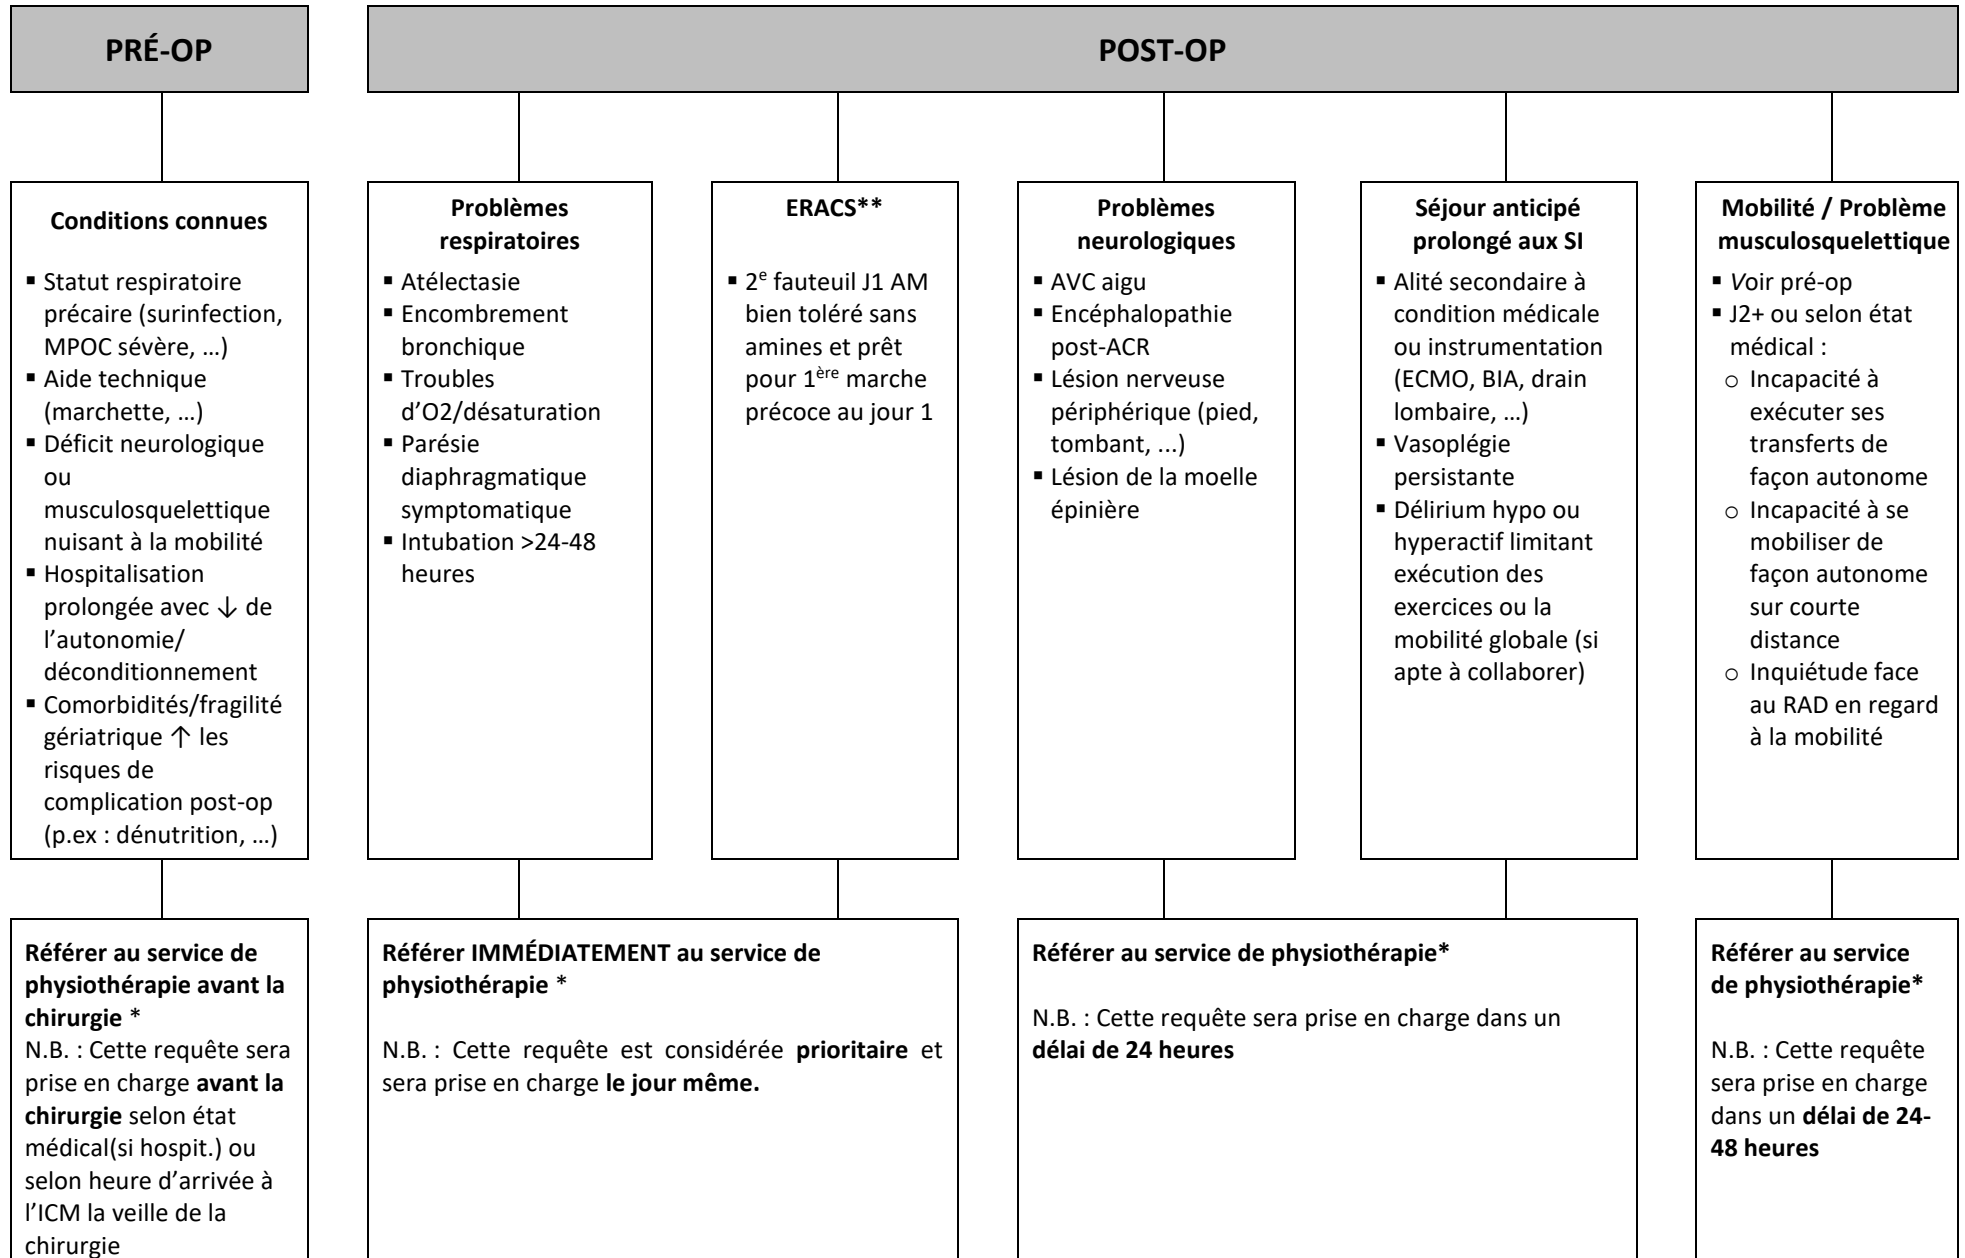 PRÉ-OP
POST-OP
Conditions connues
▪ Statut respiratoire
précaire (surinfection,
MPOC sévère, …)
▪ Aide technique
(marchette, …)
▪ Déficit neurologique
ou
musculosquelettique
nuisant à la mobilité
▪ Hospitalisation
prolongée avec ↓ de
l’autonomie/
déconditionnement
▪ Comorbidités/fragilité
gériatrique ↑ les
risques de
complication post-op
(p.ex : dénutrition, …)
Problèmes
respiratoires
▪ Atélectasie
▪ Encombrement
bronchique
▪ Troubles
d’O2/désaturation
▪ Parésie
diaphragmatique
symptomatique
▪ Intubation >24-48
heures
ERACS**
▪ 2e fauteuil J1 AM
bien toléré sans
amines et prêt
pour 1ère marche
précoce au jour 1
Problèmes
neurologiques
▪ AVC aigu
▪ Encéphalopathie
post-ACR
▪ Lésion nerveuse
périphérique (pied,
tombant, ...)
▪ Lésion de la moelle
épinière
Séjour anticipé
prolongé aux SI
▪ Alité secondaire à
condition médicale
ou instrumentation
(ECMO, BIA, drain
lombaire, …)
▪ Vasoplégie
persistante
▪ Délirium hypo ou
hyperactif limitant
exécution des
exercices ou la
mobilité globale (si
apte à collaborer)
Mobilité / Problème
musculosquelettique
▪ Voir pré-op
▪ J2+ ou selon état
médical :
o Incapacité à
exécuter ses
transferts de
façon autonome
o Incapacité à se
mobiliser de
façon autonome
sur courte
distance
o Inquiétude face
au RAD en regard
à la mobilité
Référer au service de
physiothérapie avant la
chirurgie *
N.B. : Cette requête sera
prise en charge avant la
chirurgie selon état
médical(si hospit.) ou
selon heure d’arrivée à
l’ICM la veille de la
chirurgie
Référer IMMÉDIATEMENT au service de
physiothérapie *
N.B. : Cette requête est considérée prioritaire et
sera prise en charge le jour même.
Référer au service de physiothérapie*
N.B. : Cette requête sera prise en charge dans un
délai de 24 heures
Référer au service
de physiothérapie*
N.B. : Cette requête
sera prise en charge
dans un délai de 24-
48 heures